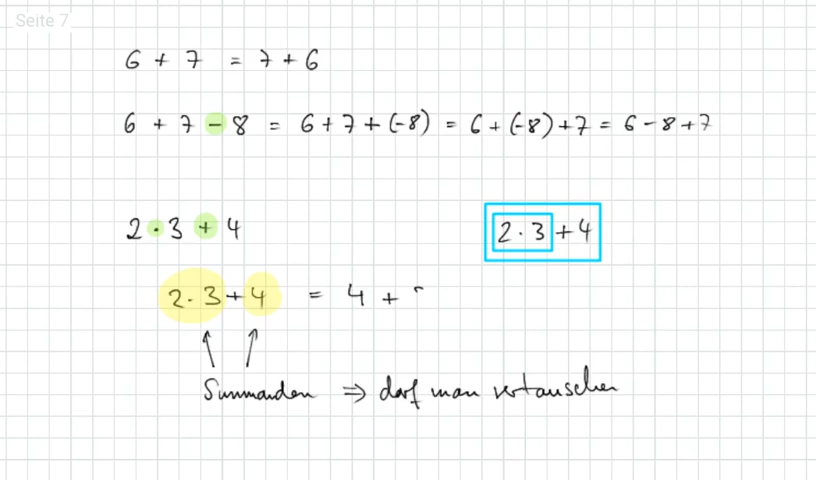 Seite 7
6 + 7 = 7 + 6
6 + 7 - 8 = 6 + 7 + (-8) = 6 + (-8) + 7 = 6 - 8 + 7
2 · 3 + 4 2 · 3 + 4
2 · 3 + 4 = 4 +
Summanden ⇒ darf man vertauschen